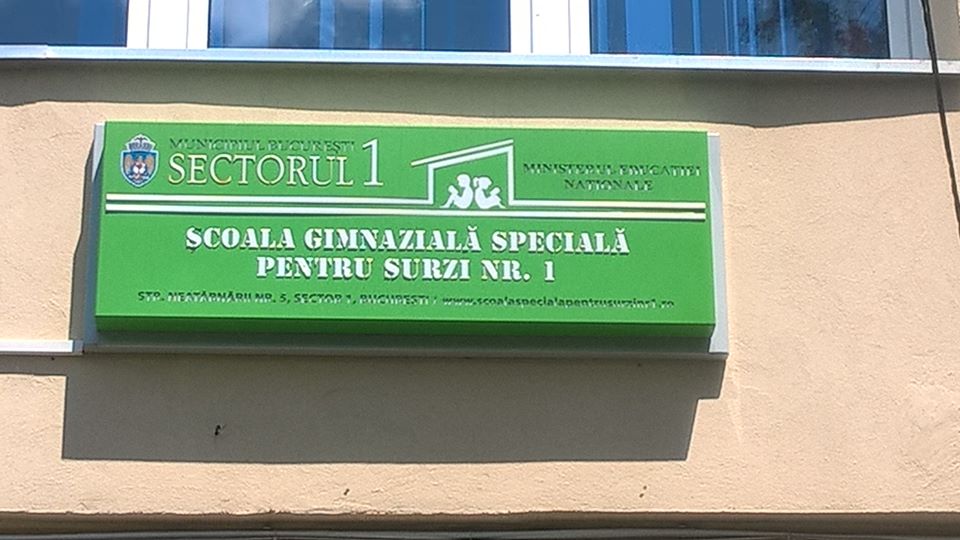 MUNICIPIUL BUCUREȘTI
SECTORUL 1
MINISTERUL EDUCAȚIEI
NAȚIONALE
ȘCOALA GIMNAZIALĂ SPECIALĂ
PENTRU SURZI NR. 1
STR. NEATÂRNĂRII NR. 5, SECTOR 1, BUCUREȘTI / www.scoalaspecialapentrusurzinr1.ro